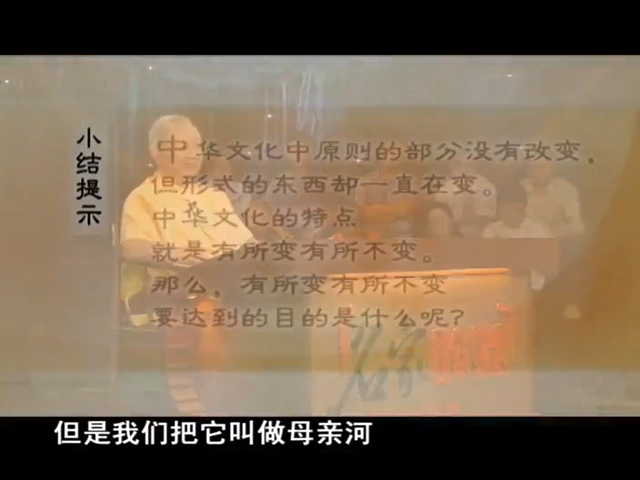 小结提示
中华文化中原则的部分没有改变，
但形式的东西却一直在变。
中华文化的特点
就是有所变有所不变。
那么，有所变有所不变
要达到的目的是什么呢?
名家
但是我们把它叫做母亲河